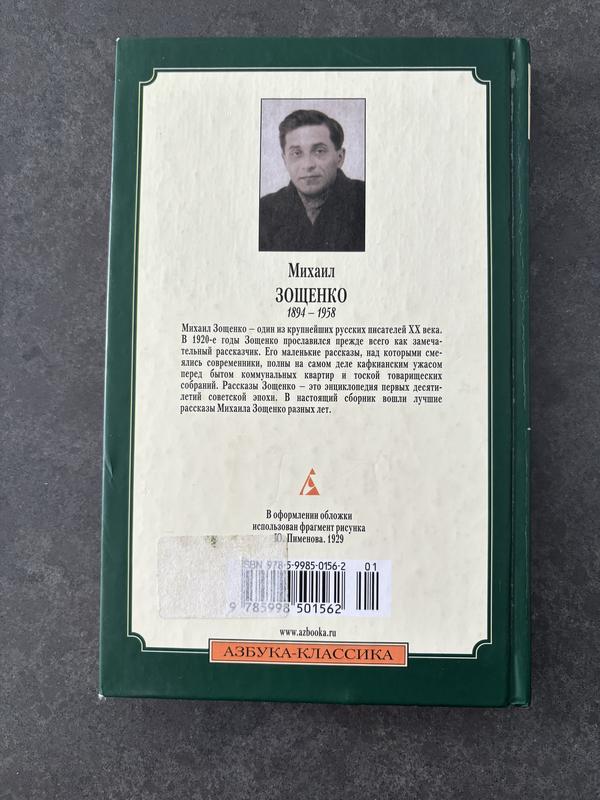 Михаил
ЗОЩЕНКО
1894 – 1958
Михаил Зощенко – один из крупнейших русских писателей XX века.
В 1920-е годы Зощенко прославился прежде всего как замеча-
тельный рассказчик. Его маленькие рассказы, над которыми сме-
ялись современники, полны на самом деле кафкианским ужасом
перед бытом коммунальных квартир и тоской товарищеских
собраний. Рассказы Зощенко – это энциклопедия первых десяти-
летий советской эпохи. В настоящий сборник вошли лучшие
рассказы Михаила Зощенко разных лет.
В оформлении обложки
использован фрагмент рисунка
Ю. Пименова. 1929
ISBN 978-5-9985-0156-2 01
9 785998 501562
www.azbooka.ru
АЗБУКА-КЛАССИКА